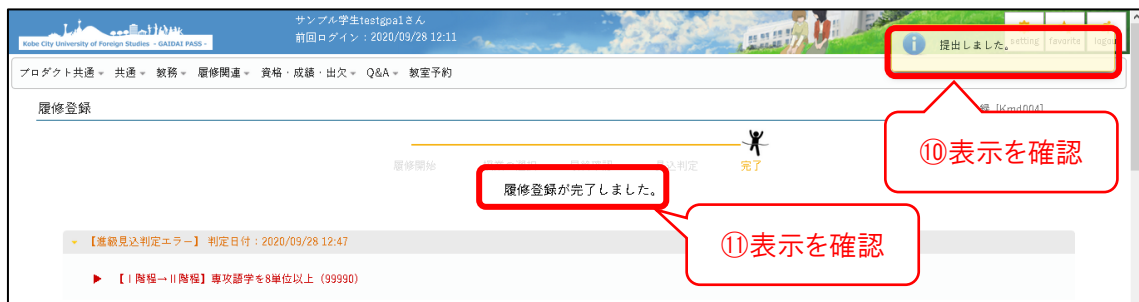 サンプル学生testgpa1さん
Kobe City University of Foreign Studies - GAIDAI PASS -
前回ログイン：2020/09/28 12:11
提出しました。
setting favorite logout
プロダクト共通 共通 教務 履修関連 資格・成績・出欠 Q&A 教室予約
履修登録
[Kmd004]
⑩表示を確認
履修開始
見込判定
完了
履修登録が完了しました。
⑪表示を確認
【進級見込判定エラー】 判定日付：2020/09/28 12:47
【Ⅰ階程→Ⅱ階程】専攻語学を8単位以上（99990）